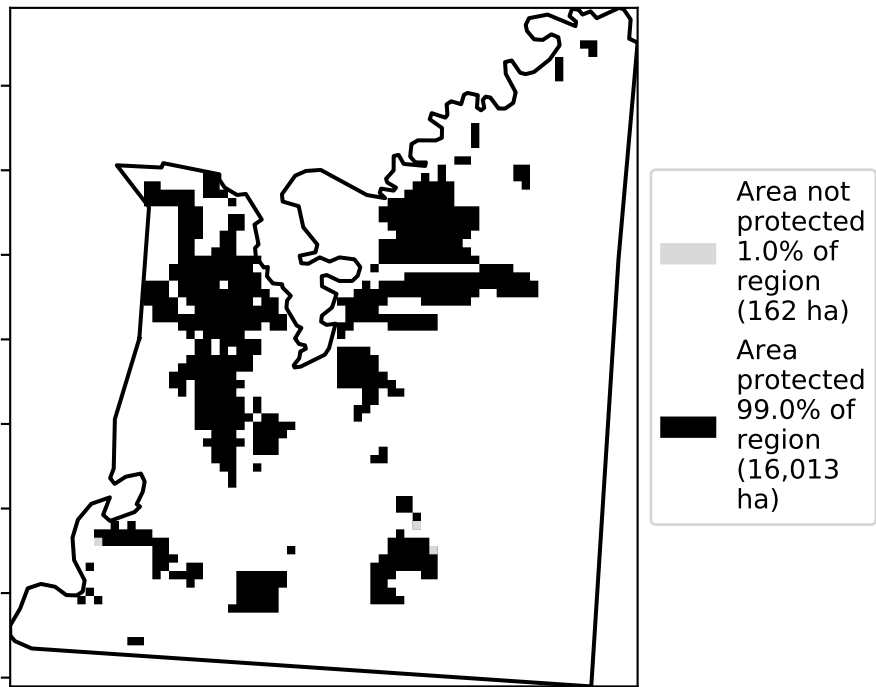 Area not
protected
1.0% of
region
(162 ha)
Area
protected
99.0% of
region
(16,013
ha)